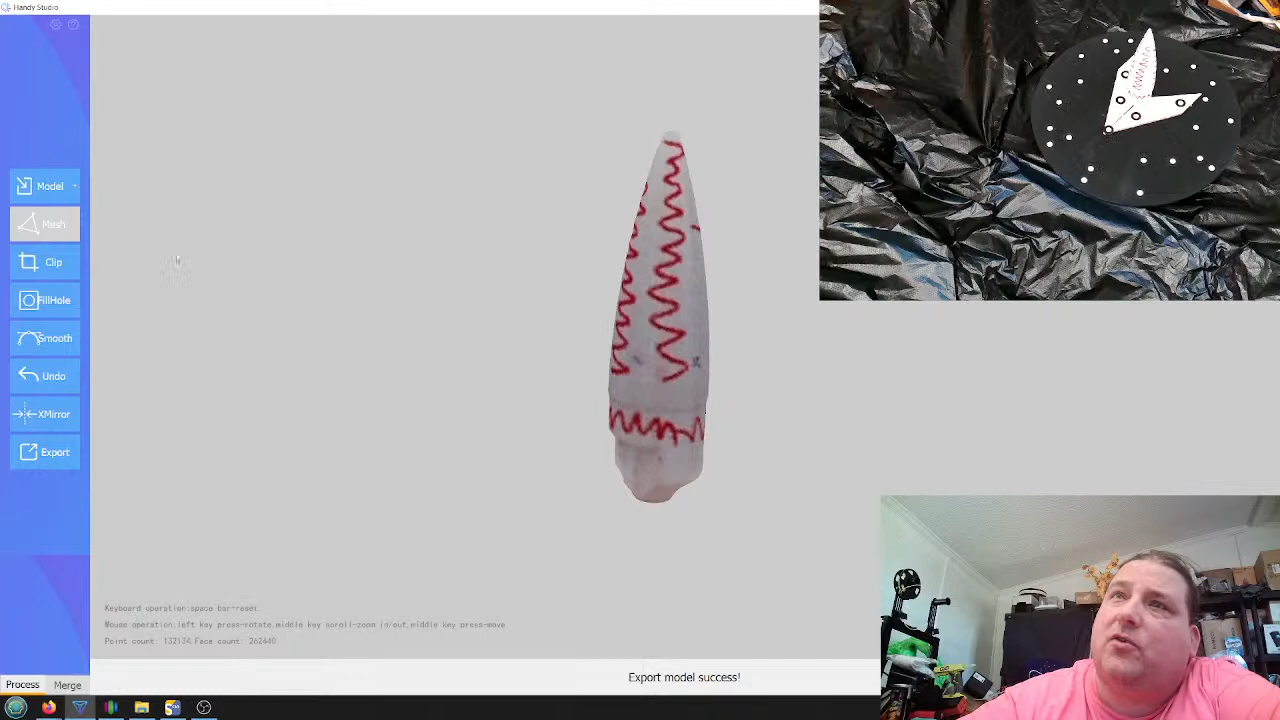 Handy Studio
Model
Mesh
Clip
FillHole
Smooth
Undo
XMirror
Export
Keyboard operation:space bar-reset
Mouse operation:left key press-rotate,middle key scroll-zoom in/out,middle key press-move
Point count: 132134,Face count: 262440
Export model success!
Process
Merge